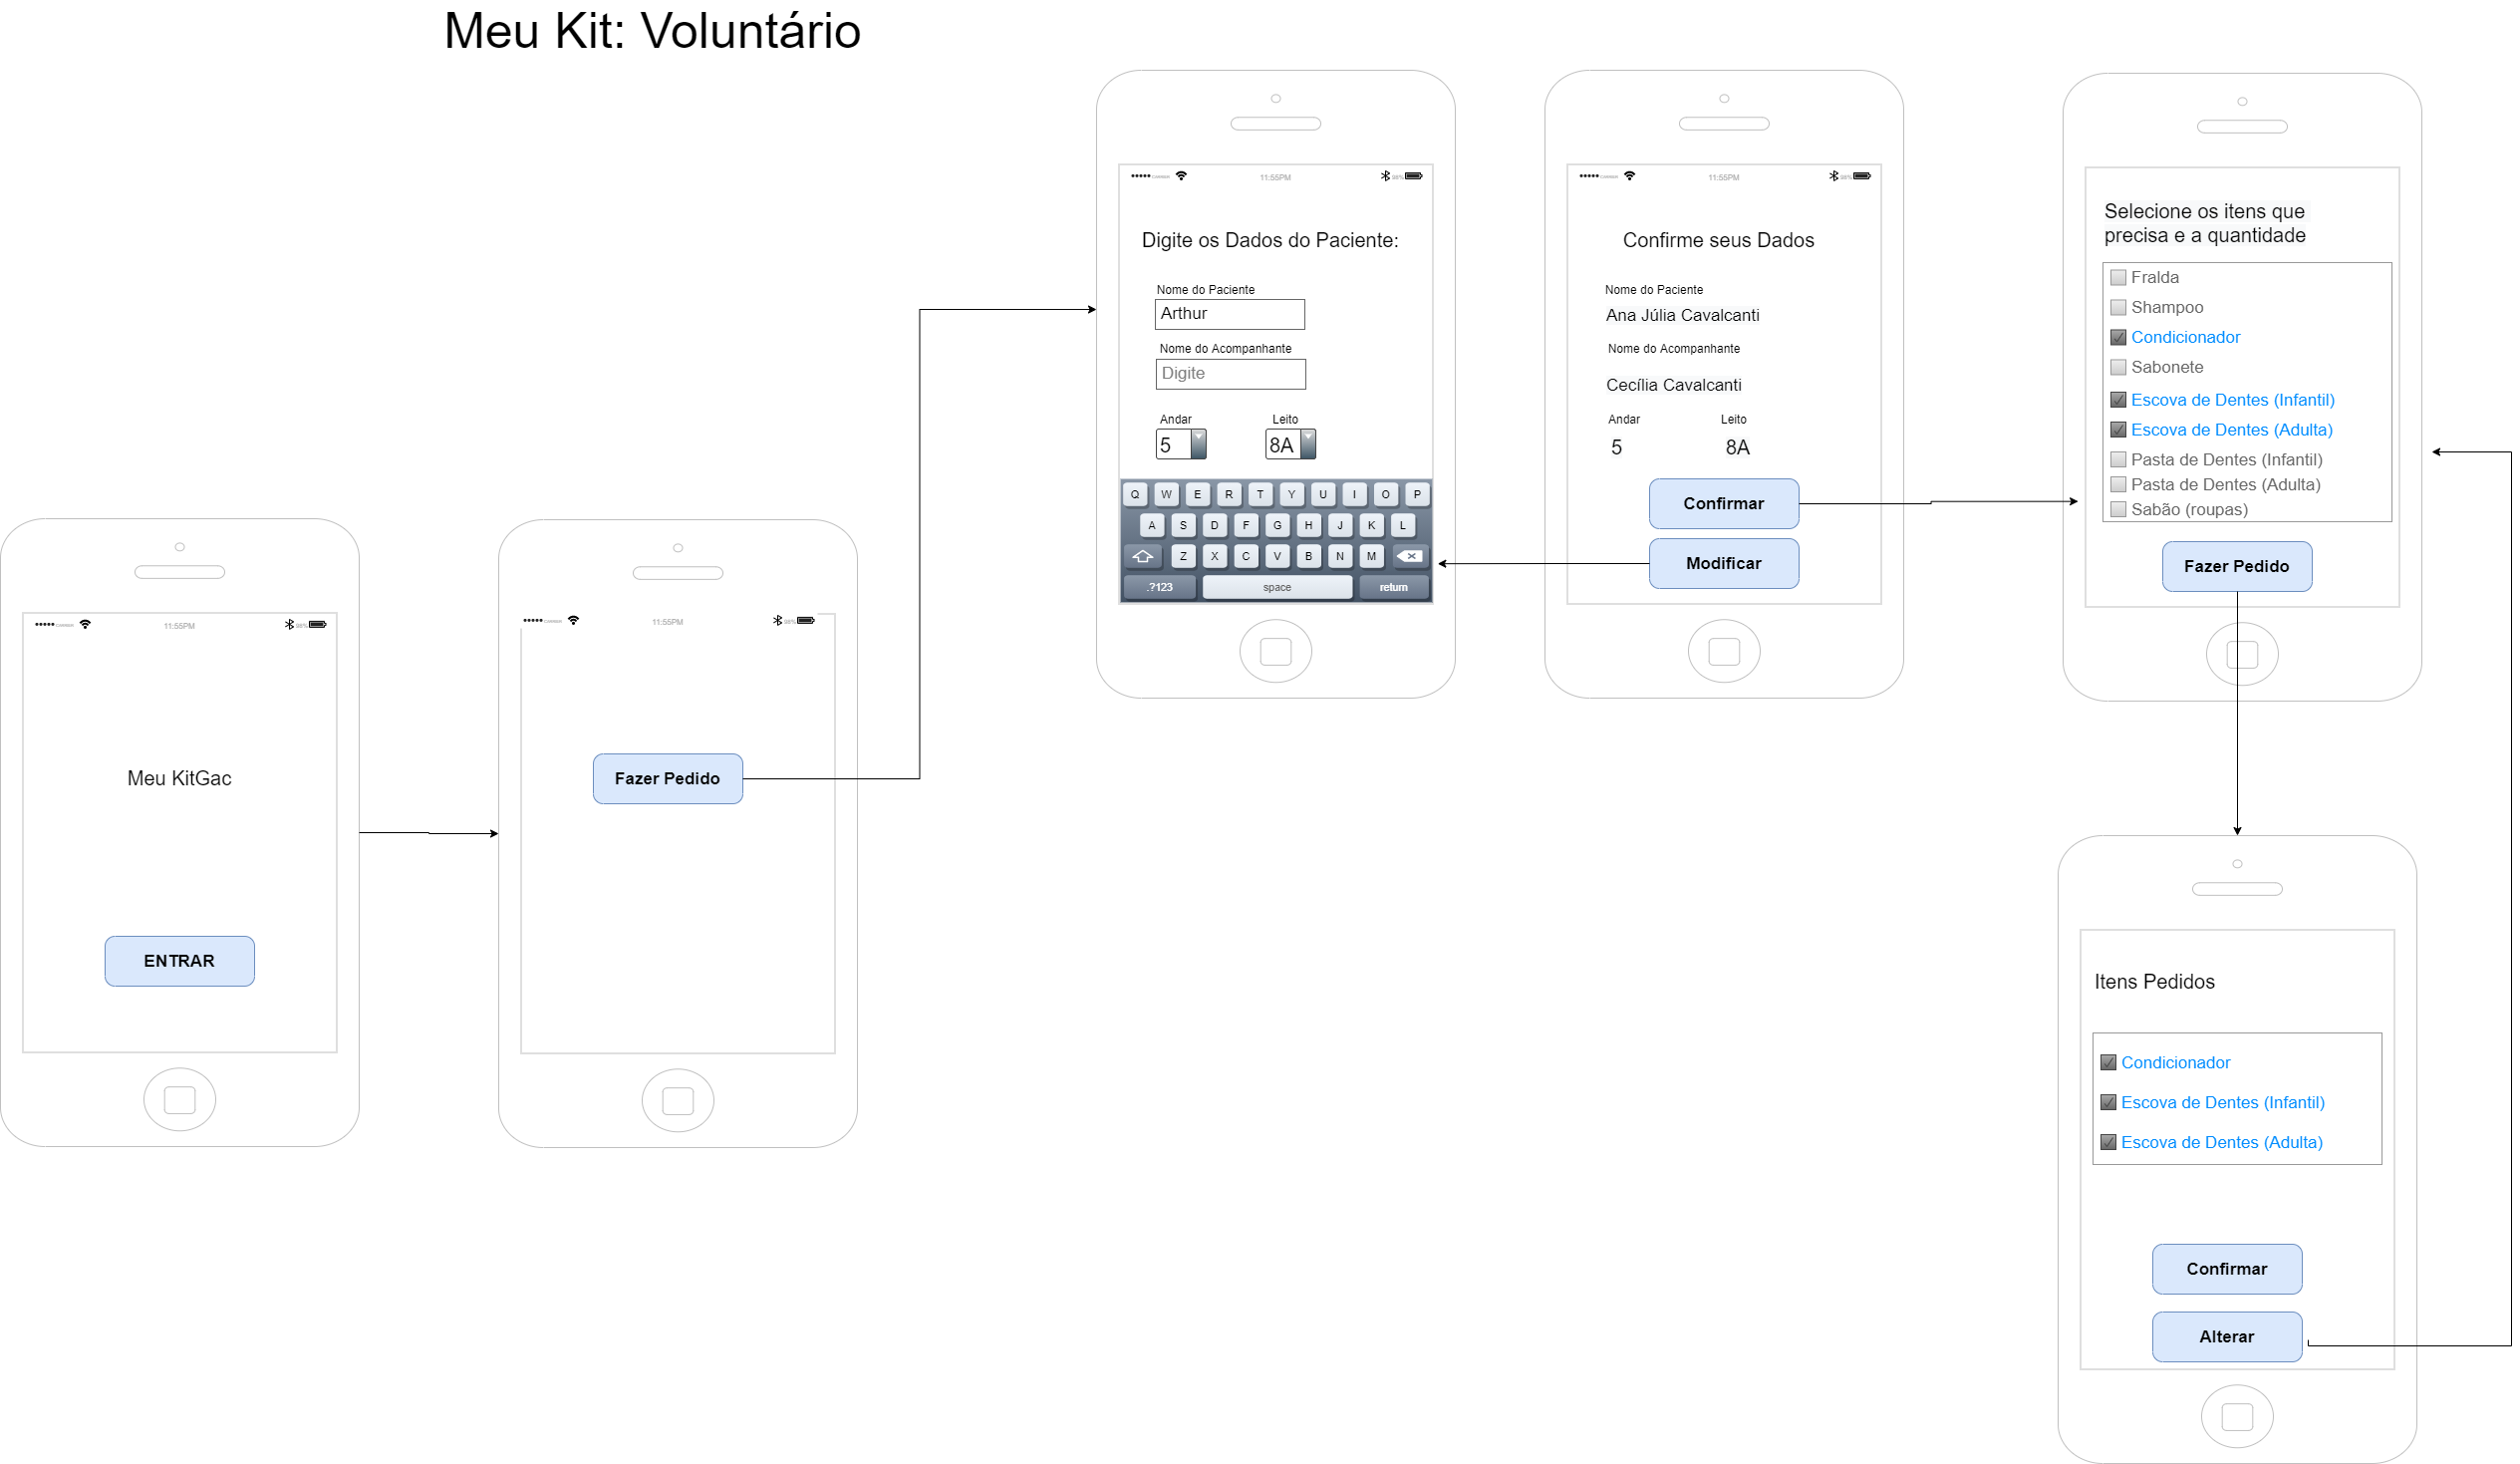 Meu Kit: Voluntário
11:55PM
Meu KitGac
ENTRAR
11:55PM
Fazer Pedido
11:55PM
Digite os Dados do Paciente:
Nome do Paciente
Arthur
Nome do Acompanhante
Digite
Andar Leito
5 8A
Q W E R T Y U I O P
A S D F G H J K L
Z X C V B N M
.?123 space return
11:55PM
Confirme seus Dados
Nome do Paciente
Ana Júlia Cavalcanti
Nome do Acompanhante
Cecília Cavalcanti
Andar Leito
5 8A
Confirmar
Modificar
Selecione os itens que
precisa e a quantidade
Fralda
Shampoo
Condicionador
Sabonete
Escova de Dentes (Infantil)
Escova de Dentes (Adulta)
Pasta de Dentes (Infantil)
Pasta de Dentes (Adulta)
Sabão (roupas)
Fazer Pedido
Itens Pedidos
Condicionador
Escova de Dentes (Infantil)
Escova de Dentes (Adulta)
Confirmar
Alterar